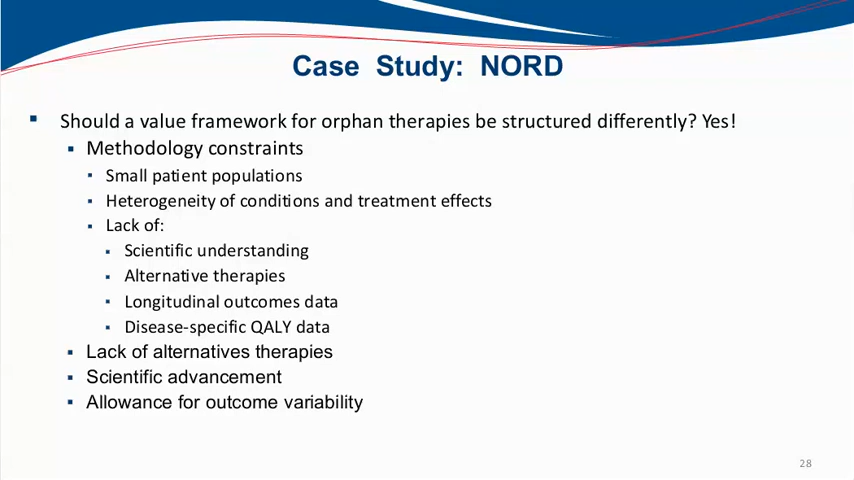 Case Study: NORD
Should a value framework for orphan therapies be structured differently? Yes!
Methodology constraints
Small patient populations
Heterogeneity of conditions and treatment effects
Lack of:
Scientific understanding
Alternative therapies
Longitudinal outcomes data
Disease-specific QALY data
Lack of alternatives therapies
Scientific advancement
Allowance for outcome variability
28